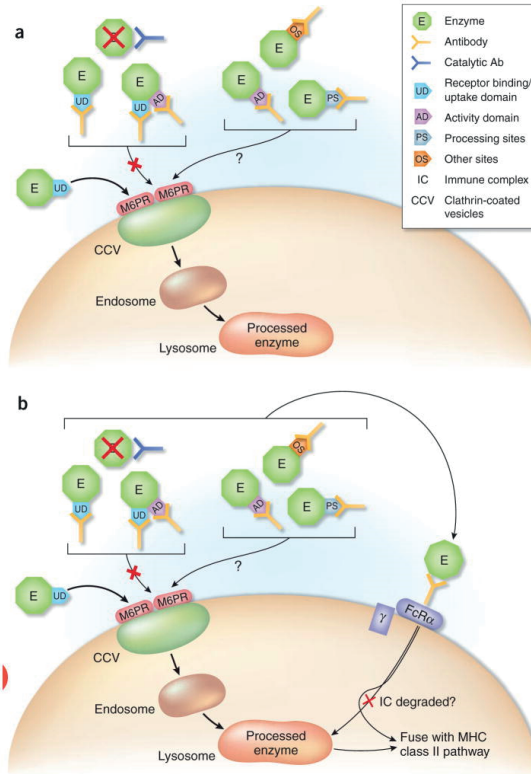 a
E
OS
E
UD
E
UD
AD
E
AD
E
PS
?
E
UD
M6PR
M6PR
CCV
Endosome
Lysosome
Processed
enzyme
E
Enzyme
Antibody
Catalytic Ab
UD
Receptor binding/
uptake domain
AD
Activity domain
PS
Processing sites
OS
Other sites
IC
Immune complex
CCV
Clathrin-coated
vesicles
b
E
OS
E
UD
E
UD
AD
E
AD
E
PS
?
E
E
UD
M6PR
M6PR
γ
FcRα
CCV
Endosome
IC degraded?
Lysosome
Processed
enzyme
Fuse with MHC
class II pathway